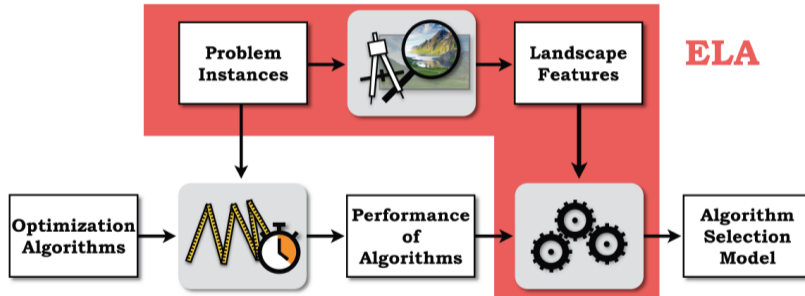 Problem
Instances
Landscape
Features
ELA
Optimization
Algorithms
Performance
of
Algorithms
Algorithm
Selection
Model